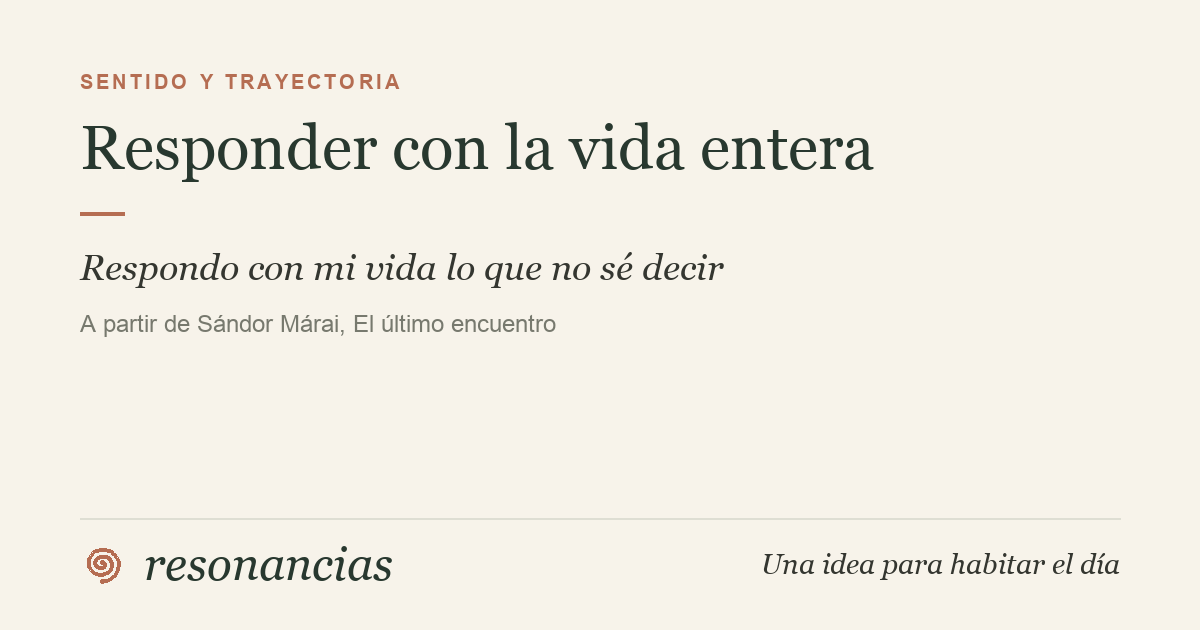 SENTIDO Y TRAYECTORIA
Responder con la vida entera
Respondo con mi vida lo que no sé decir
A partir de Sándor Márai, El último encuentro
resonancias
Una idea para habitar el día